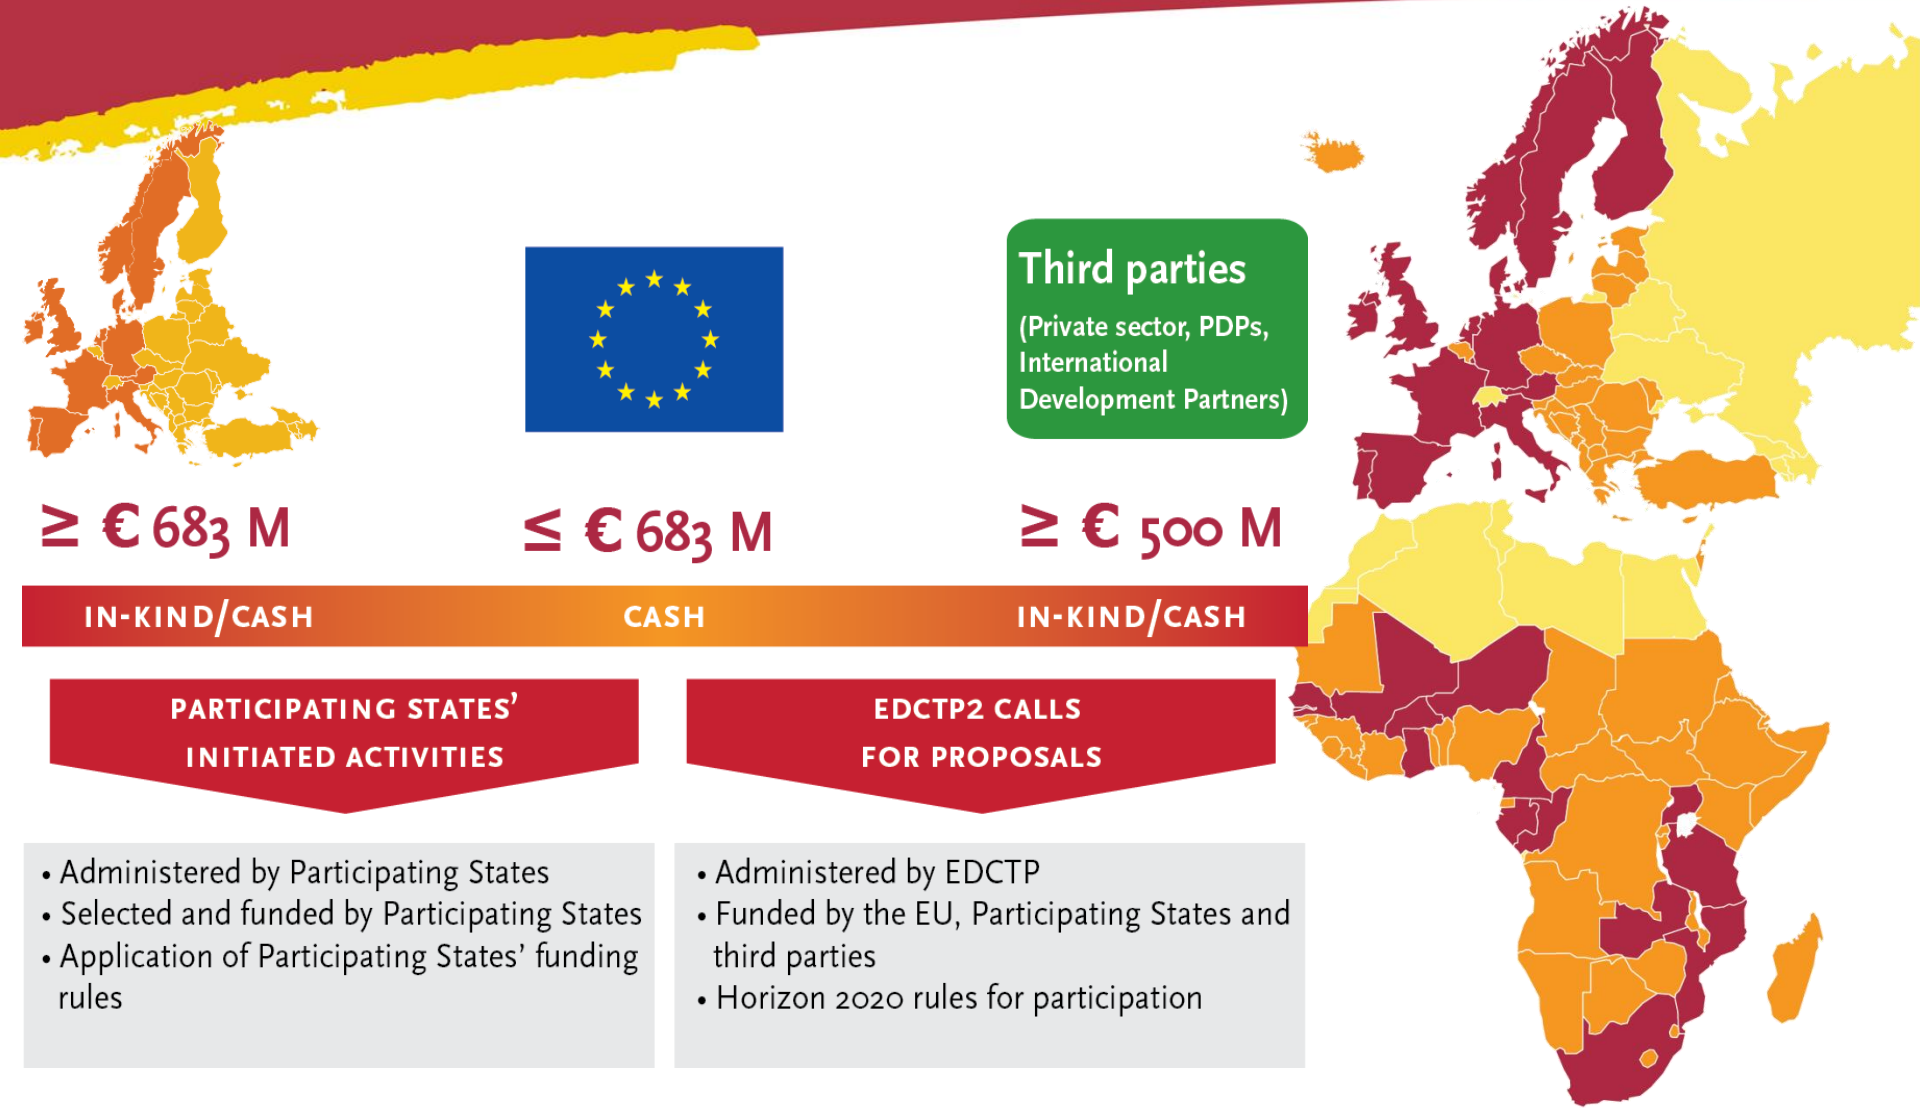 Third parties
(Private sector, PDPs,
International
Development Partners)
≥ € 683 M
≤ € 683 M
≥ € 500 M
IN-KIND/CASH
CASH
IN-KIND/CASH
PARTICIPATING STATES’
INITIATED ACTIVITIES
EDCTP2 CALLS
FOR PROPOSALS
• Administered by Participating States
• Selected and funded by Participating States
• Application of Participating States’ funding
rules
• Administered by EDCTP
• Funded by the EU, Participating States and
third parties
• Horizon 2020 rules for participation